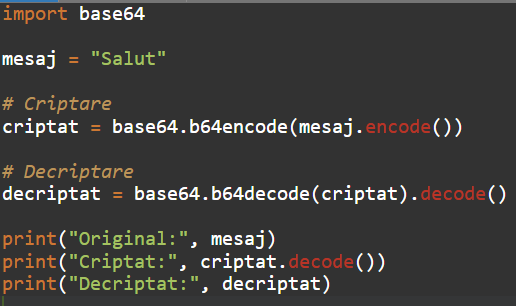 import base64
mesaj = "Salut"
# Criptare
criptat = base64.b64encode(mesaj.encode())
# Decriptare
decriptat = base64.b64decode(criptat).decode()
print("Original:", mesaj)
print("Criptat:", criptat.decode())
print("Decriptat:", decriptat)